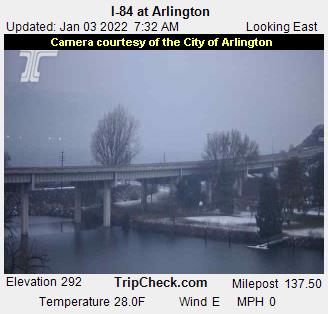 I-84 at Arlington
Updated: Jan 03 2022 7:32 AM Looking East
Camera courtesy of the City of Arlington
Elevation 292 TripCheck.com Milepost 137.50
Temperature 28.0F Wind E MPH 0